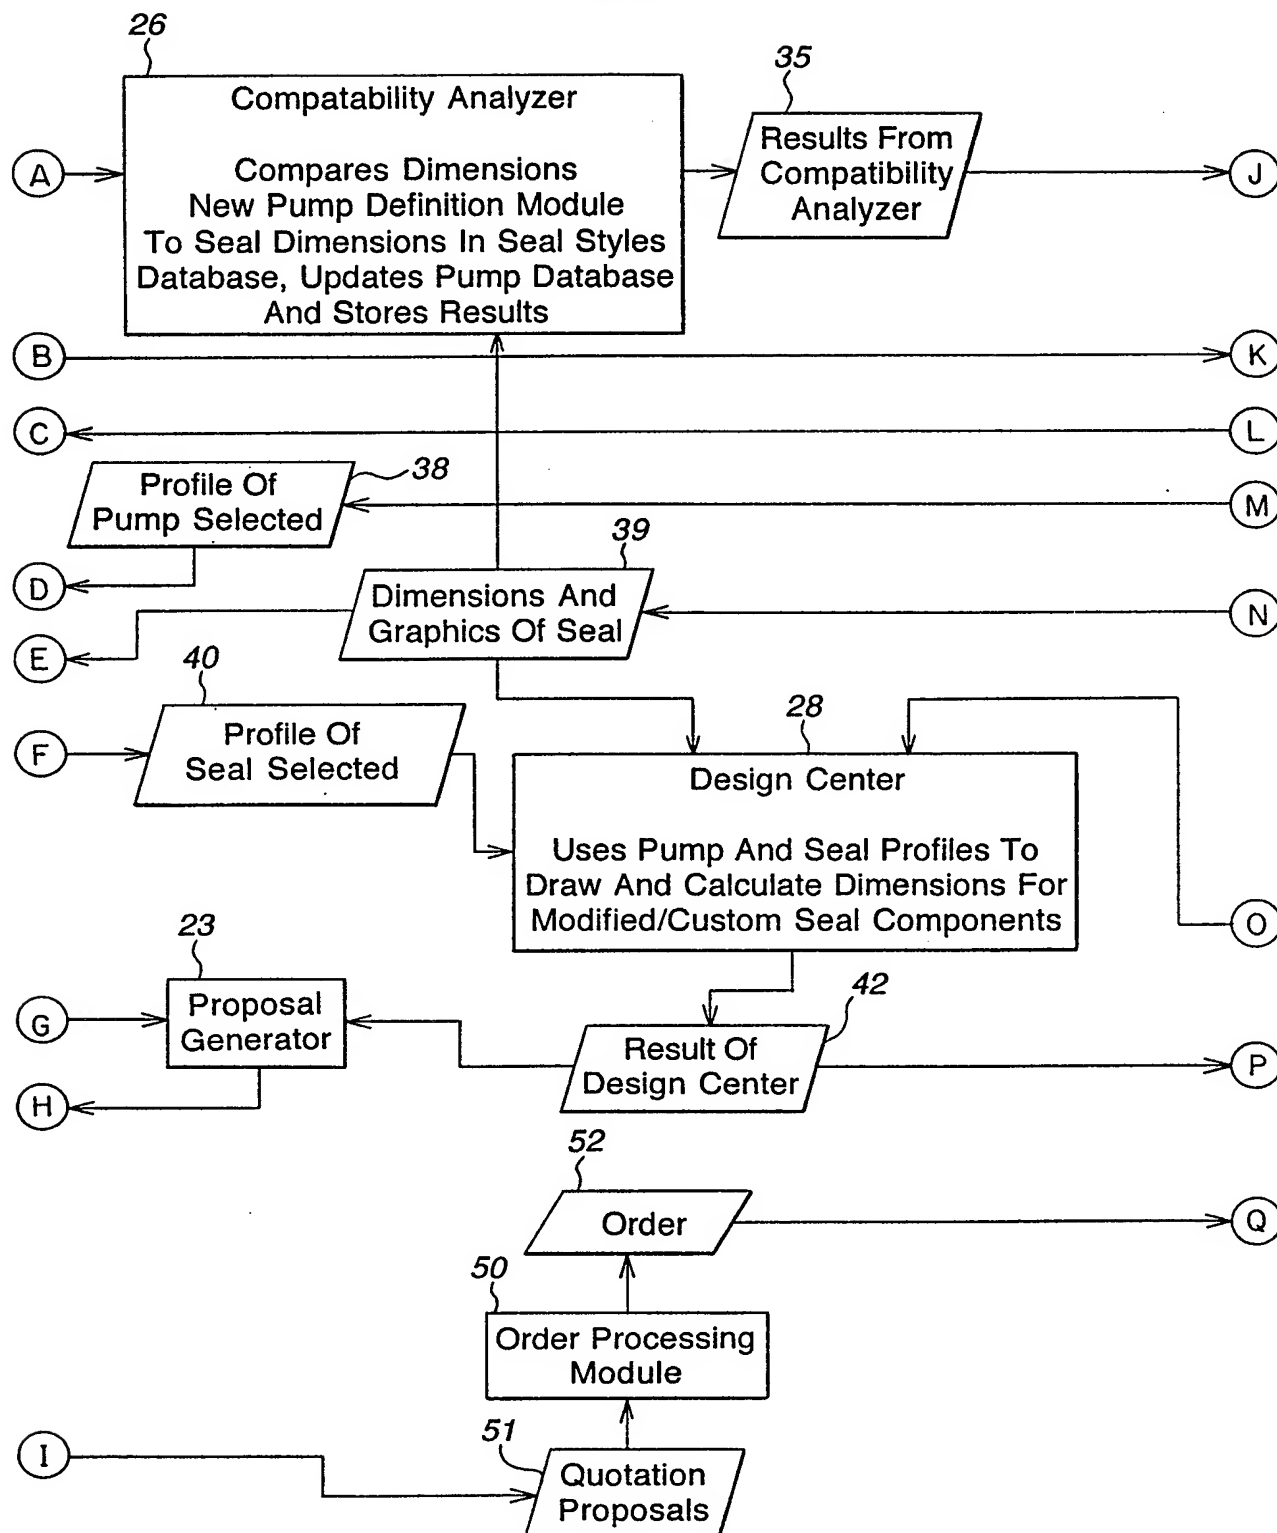 26
Compatability Analyzer
Compares Dimensions
New Pump Definition Module
To Seal Dimensions In Seal Styles
Database, Updates Pump Database
And Stores Results
35
Results From
Compatibility
Analyzer
A
J
B
K
C
L
38
Profile Of
Pump Selected
M
D
39
Dimensions And
Graphics Of Seal
N
E
40
Profile Of
Seal Selected
F
28
Design Center
Uses Pump And Seal Profiles To
Draw And Calculate Dimensions For
Modified/Custom Seal Components
O
23
Proposal
Generator
G
H
42
Result Of
Design Center
P
52
Order
Q
50
Order Processing
Module
I
51
Quotation
Proposals